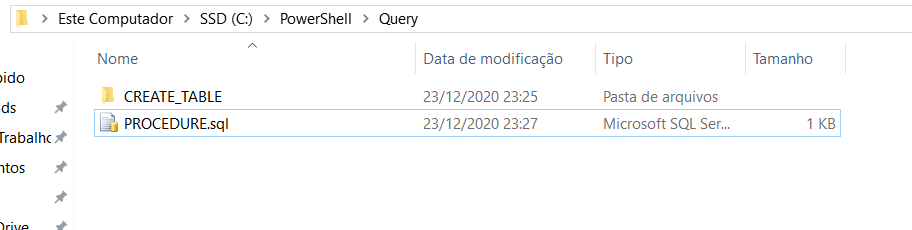 Este Computador > SSD (C:) > PowerShell > Query
Nome Data de modificação Tipo Tamanho
CREATE_TABLE 23/12/2020 23:25 Pasta de arquivos
PROCEDURE.sql 23/12/2020 23:27 Microsoft SQL Ser... 1 KB
pido
ds
Trabalho
ntos
Drive